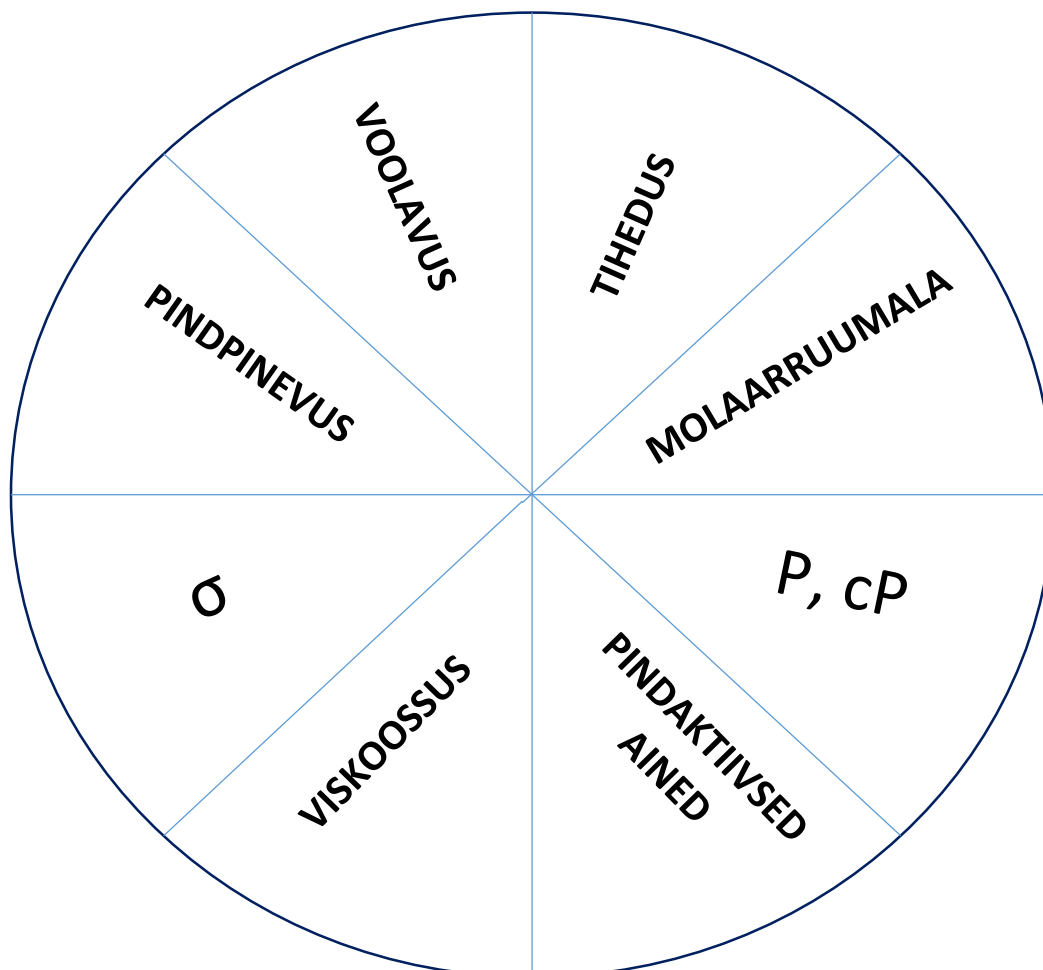 VOOLAVUS
TIHEDUS
PINDPINEVUS
MOLAARRUUMALA
σ
P, cP
VISKOOSSUS
PINDAKTIIVSED
AINED